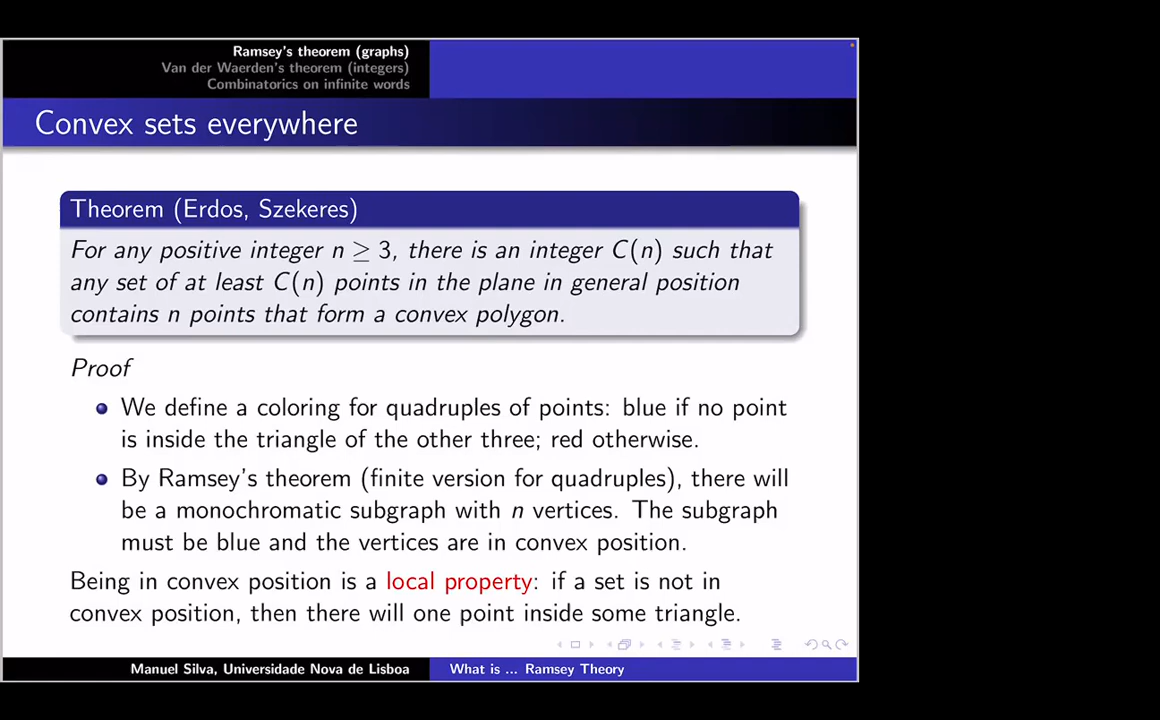 Ramsey's theorem (graphs)
Van der Waerden's theorem (integers)
Combinatorics on infinite words
Convex sets everywhere
Theorem (Erdos, Szekeres)
For any positive integer n ≥ 3, there is an integer C(n) such that
any set of at least C(n) points in the plane in general position
contains n points that form a convex polygon.
Proof
We define a coloring for quadruples of points: blue if no point
is inside the triangle of the other three; red otherwise.
By Ramsey's theorem (finite version for quadruples), there will
be a monochromatic subgraph with n vertices. The subgraph
must be blue and the vertices are in convex position.
Being in convex position is a local property: if a set is not in
convex position, then there will one point inside some triangle.
Manuel Silva, Universidade Nova de Lisboa
What is ... Ramsey Theory